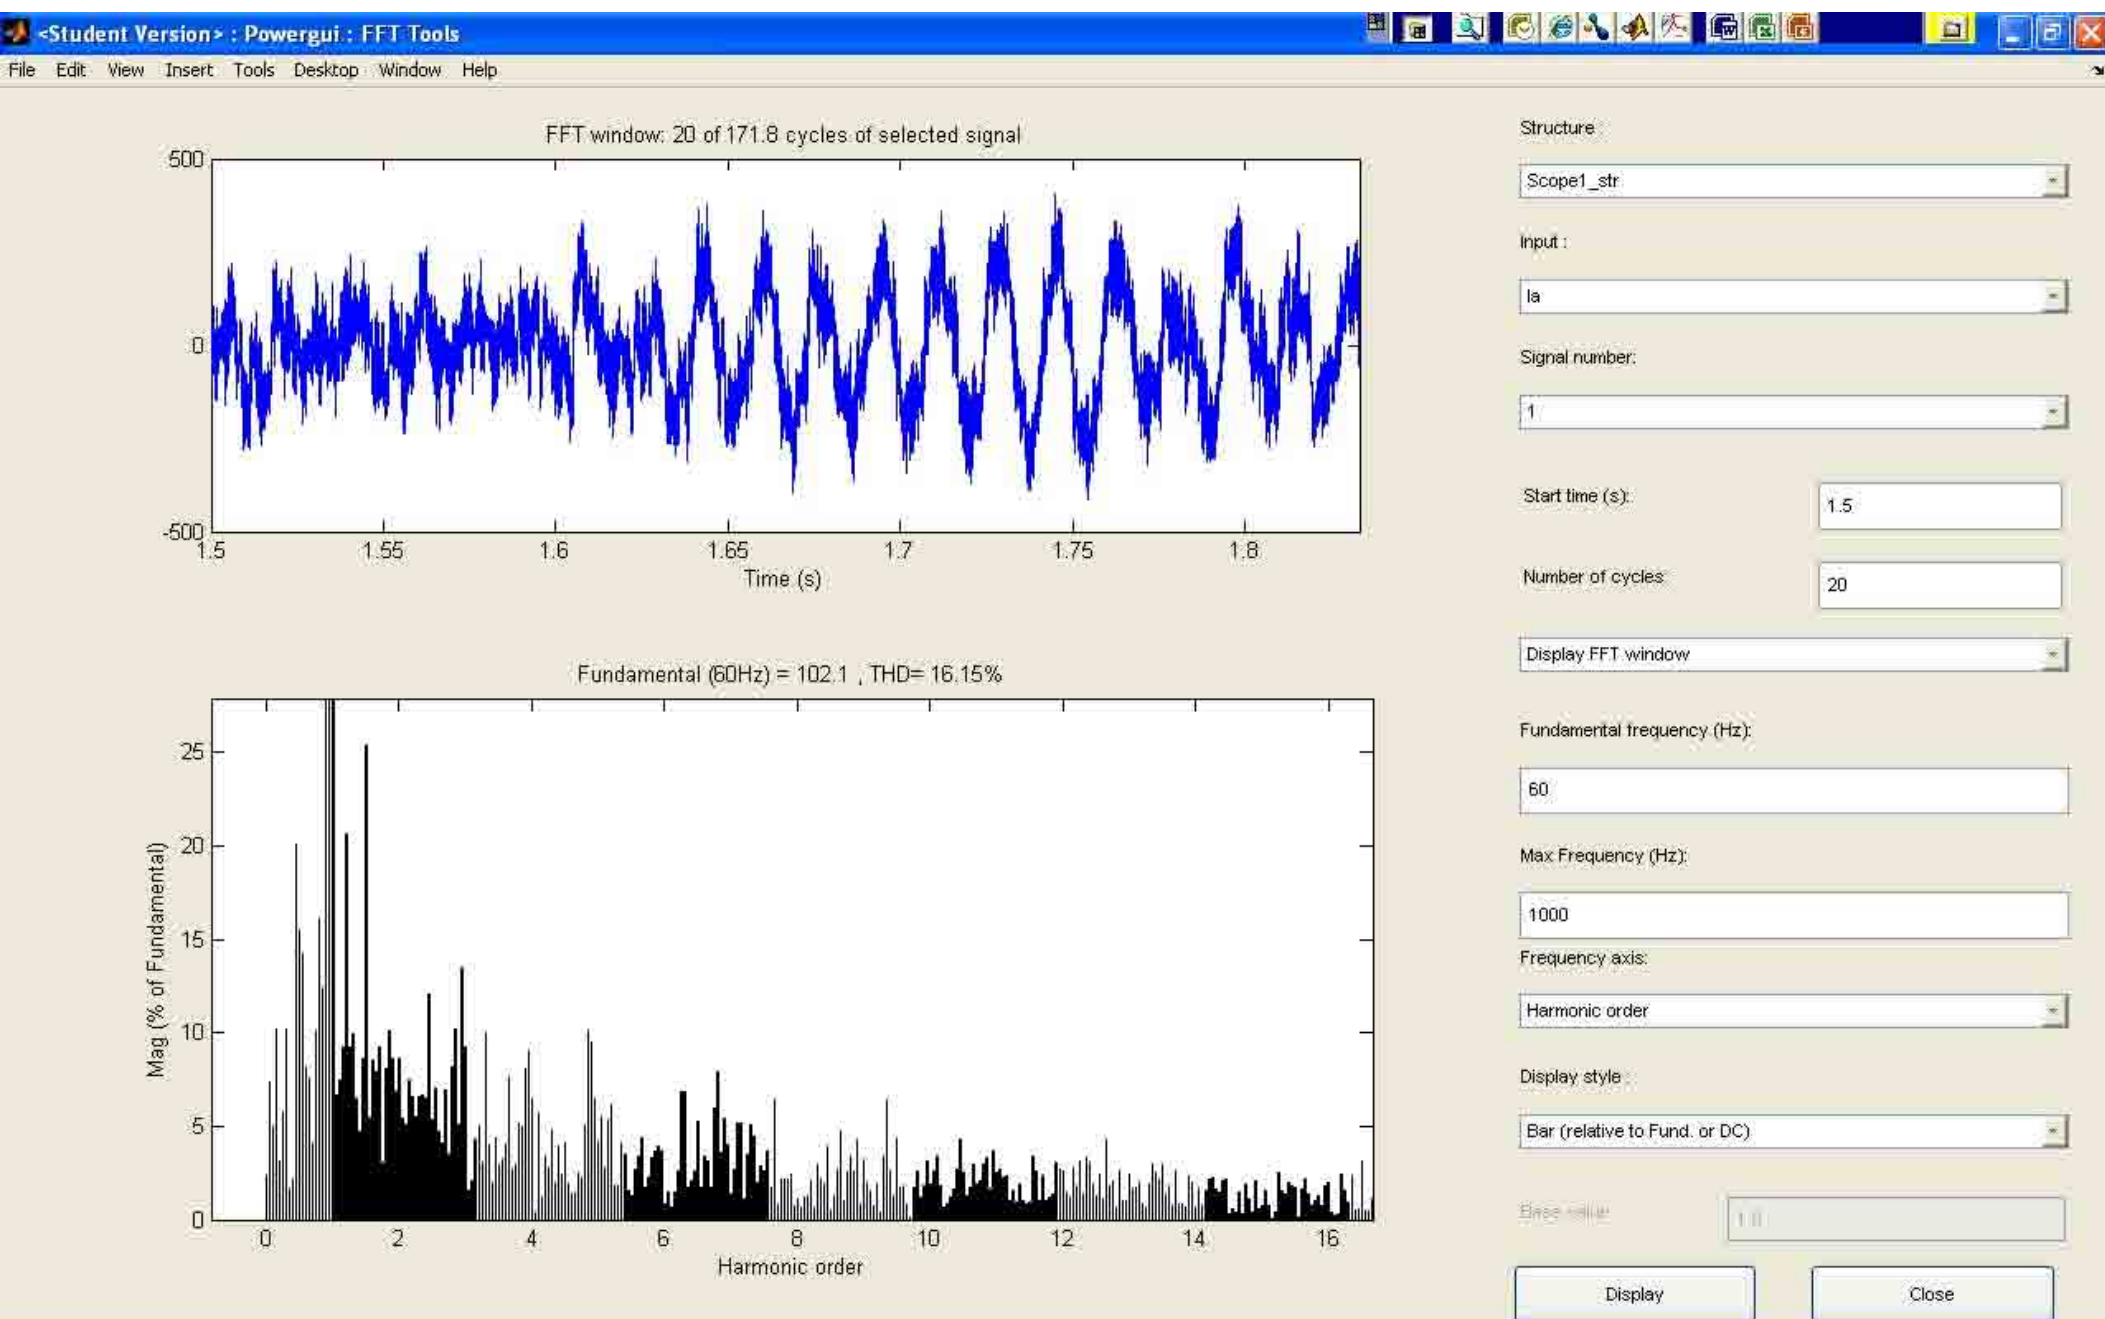 <Student Version> : Powergui : FFT Tools
File Edit View Insert Tools Desktop Window Help
FFT window: 20 of 171.8 cycles of selected signal
500
0
-500
1.5 1.55 1.6 1.65 1.7 1.75 1.8
Time (s)
Fundamental (60Hz) = 102.1 , THD= 16.15%
Mag (% of Fundamental)
25
20
15
10
5
0
0 2 4 6 8 10 12 14 16
Harmonic order
Structure :
Scope1_str
Input :
Ia
Signal number:
1
Start time (s):
1.5
Number of cycles:
20
Display FFT window
Fundamental frequency (Hz):
60
Max Frequency (Hz):
1000
Frequency axis:
Harmonic order
Display style :
Bar (relative to Fund. or DC)
Base value
1.0
Display
Close